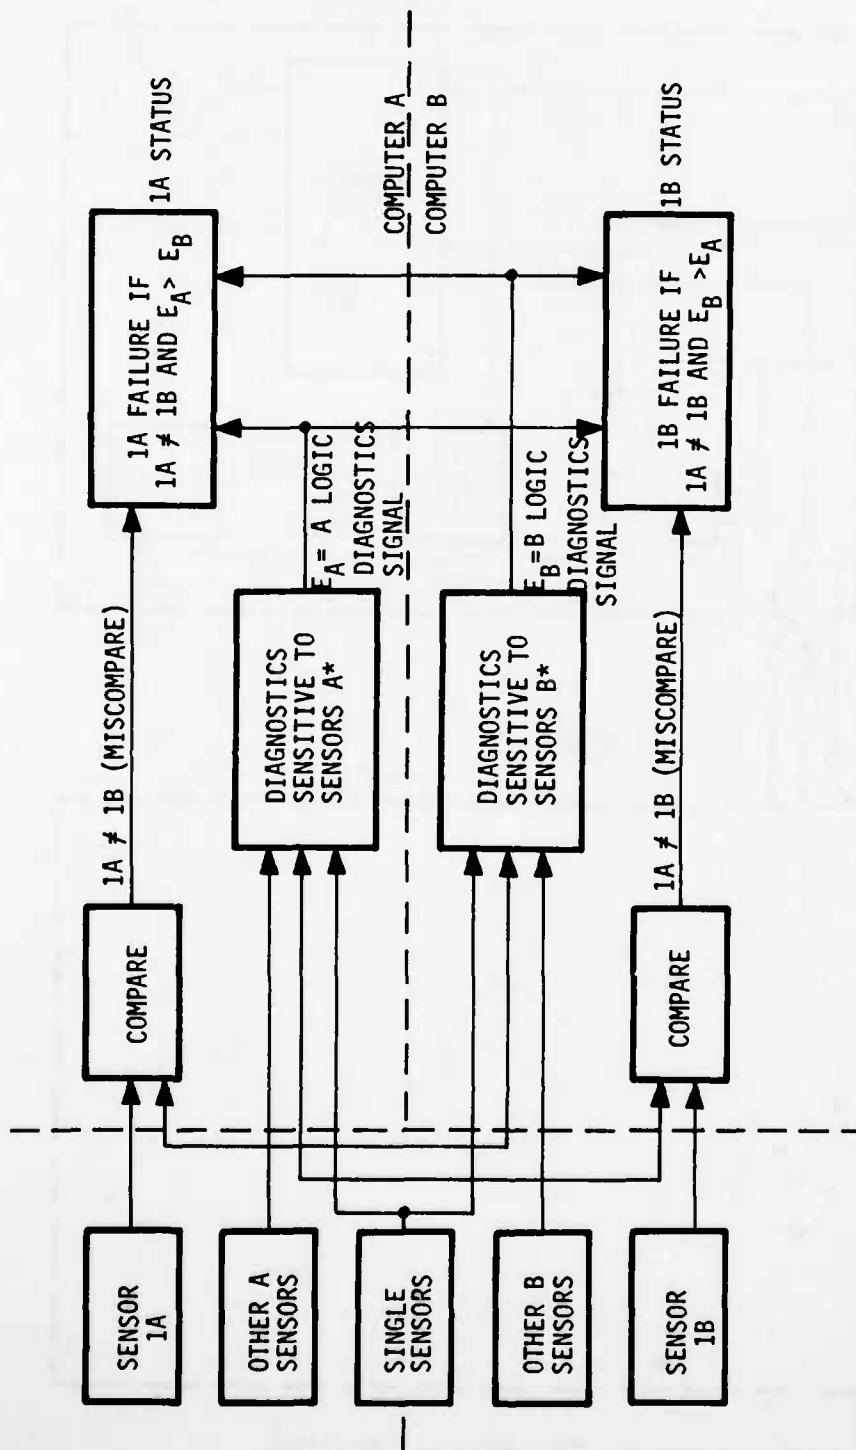 SENSOR
1A
OTHER A
SENSORS
SINGLE
SENSORS
OTHER B
SENSORS
SENSOR
1B
COMPARE
COMPARE
1A ≠ 1B (MISCOMPARE)
DIAGNOSTICS
SENSITIVE TO
SENSORS A*
DIAGNOSTICS
SENSITIVE TO
SENSORS B*
1A ≠ 1B (MISCOMPARE)
E_A = A LOGIC
DIAGNOSTICS
SIGNAL
E_B = B LOGIC
DIAGNOSTICS
SIGNAL
1A FAILURE IF
1A ≠ 1B AND E_A > E_B
1B FAILURE IF
1A ≠ 1B AND E_B > E_A
1A STATUS
COMPUTER A
COMPUTER B
1B STATUS